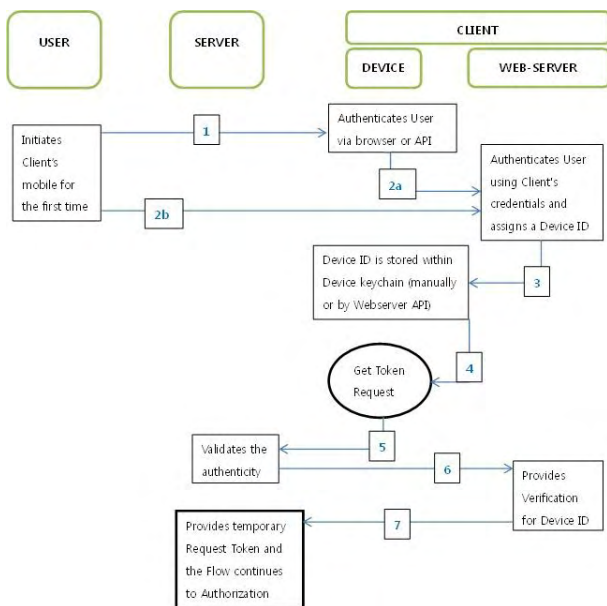 USER
SERVER
CLIENT
DEVICE
WEB-SERVER
1
Authenticates User
via browser or API
Initiates
Client's
mobile for
the first time
2a
Authenticates User
using Client's
credentials and
assigns a Device ID
2b
Device ID is stored within
Device keychain (manually
or by Webserver API)
3
4
Get Token
Request
5
Validates the
authenticity
6
Provides
Verification
for Device ID
7
Provides temporary
Request Token and
the Flow continues
to Authorization